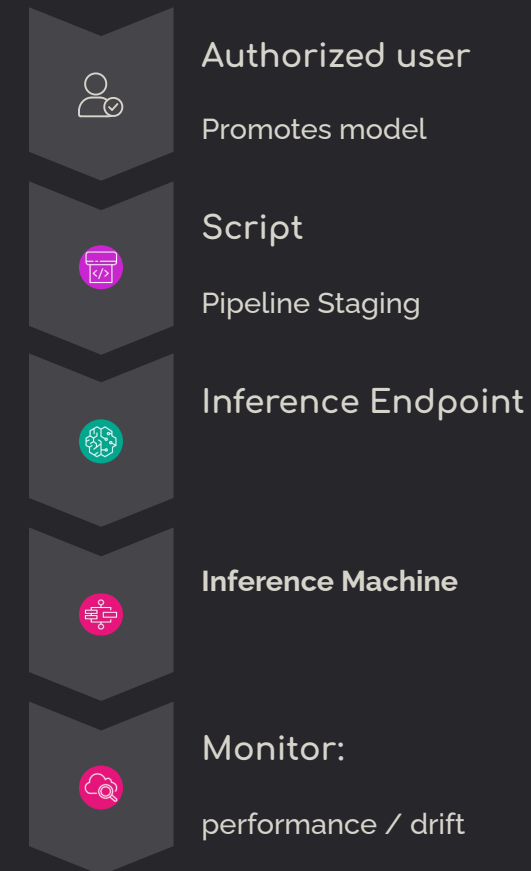 Authorized user
Promotes model
Script
</>
Pipeline Staging
Inference Endpoint
Inference Machine
Monitor:
performance / drift